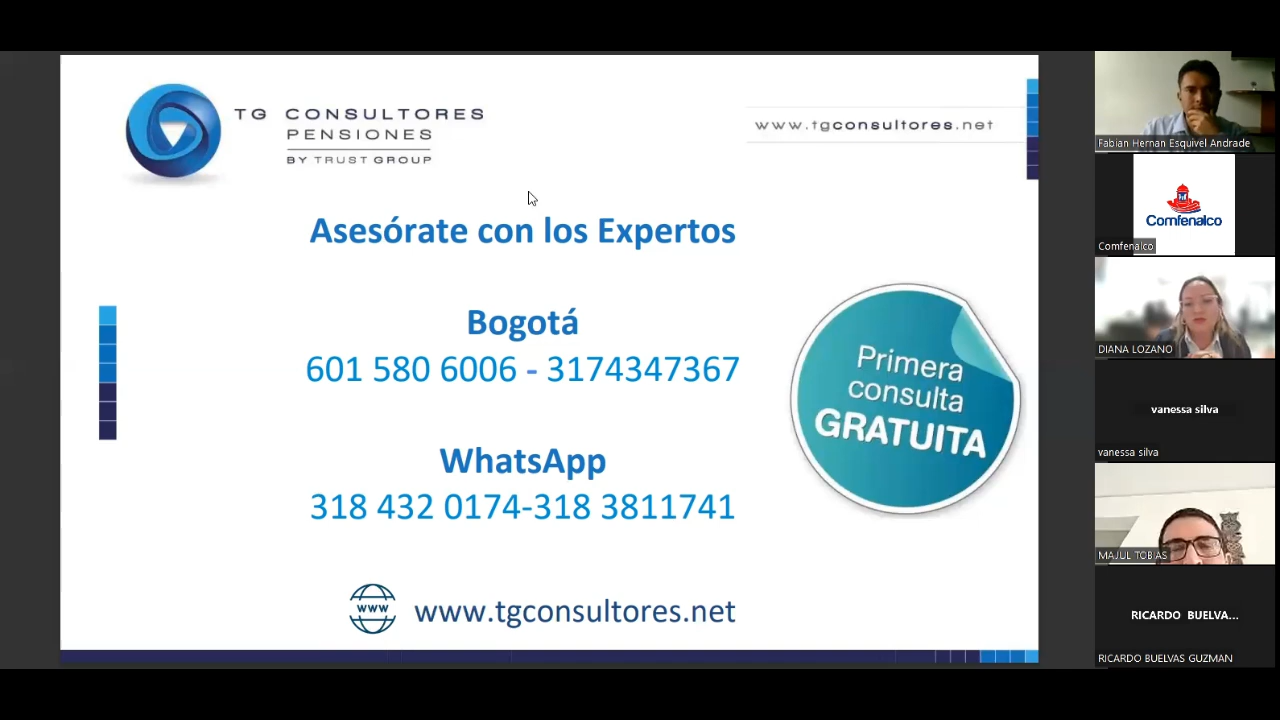 TG CONSULTORES
PENSIONES
BY TRUST GROUP
www.tgconsultores.net
Asesórate con los Expertos
Bogotá
601 580 6006 - 3174347367
WhatsApp
318 432 0174-318 3811741
www
www.tgconsultores.net
Primera
consulta
GRATUITA
Fabian Hernan Esquivel Andrade
Comfenalco
Comfenalco
DIANA LOZANO
vanessa silva
vanessa silva
MAJUL TOBIAS
RICARDO BUELVA...
RICARDO BUELVAS GUZMAN